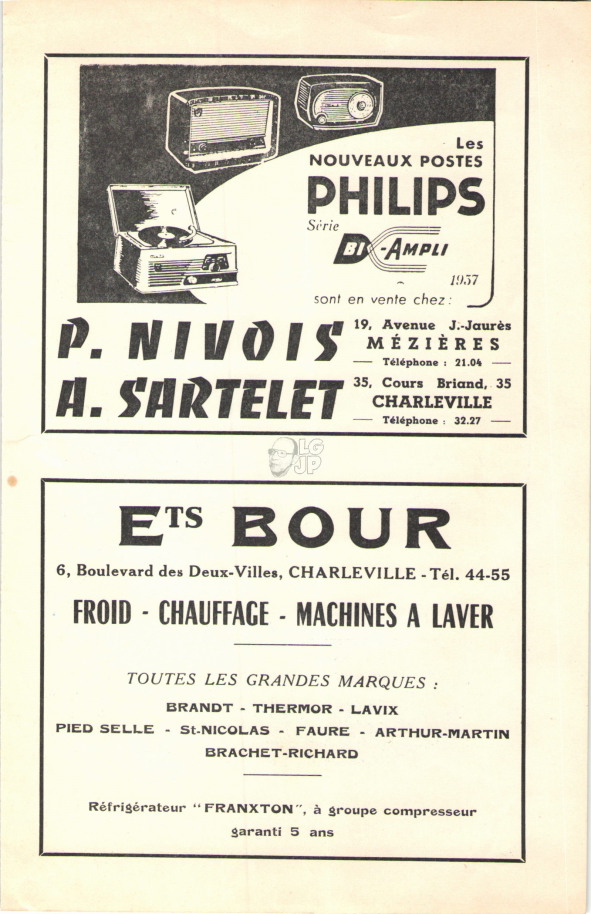 Les
NOUVEAUX POSTES
PHILIPS
Série
BI-AMPLI
1957
sont en vente chez:
P. NIVOIS
19, Avenue J.-Jaurès
MÉZIÈRES
Téléphone : 21.04
A. SARTELET
35, Cours Briand, 35
CHARLEVILLE
Téléphone : 32.27
LG
JP
ETS BOUR
6, Boulevard des Deux-Villes, CHARLEVILLE - Tél. 44-55
FROID - CHAUFFAGE - MACHINES A LAVER
TOUTES LES GRANDES MARQUES :
BRANDT - THERMOR - LAVIX
PIED SELLE - St-NICOLAS - FAURE - ARTHUR-MARTIN
BRACHET-RICHARD
Réfrigérateur "FRANXTON", à groupe compresseur
garanti 5 ans